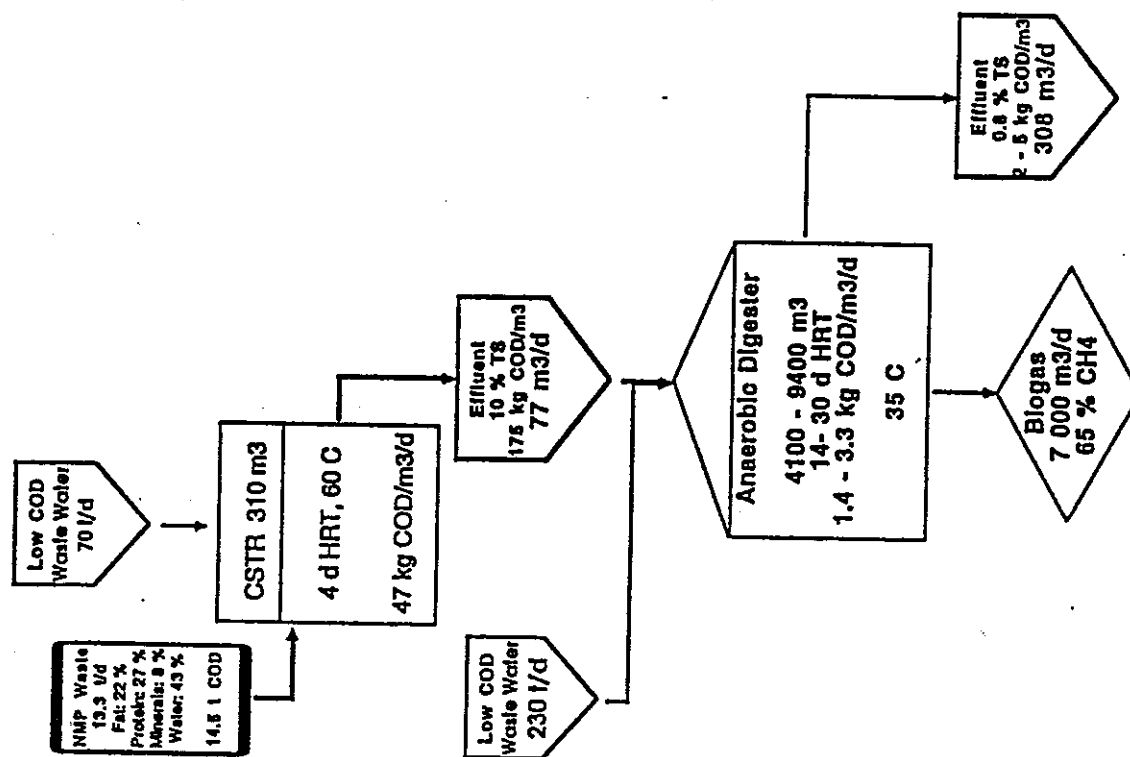 Low COD
Waste Water
70 t/d
NMP Waste
13.3 t/d
Fat: 22 %
Protein: 27 %
Minerals: 8 %
Water: 43 %
14.5 t COD
CSTR 310 m3
4 d HRT, 60 C
47 kg COD/m3/d
Effluent
10 % TS
175 kg COD/m3
77 m3/d
Low COD
Waste Water
230 t/d
Anaerobic Digester
4100 - 9400 m3
14- 30 d HRT
1.4 - 3.3 kg COD/m3/d
35 C
Effluent
0.8 % TS
2 - 5 kg COD/m3
308 m3/d
Biogas
7 000 m3/d
65 % CH4